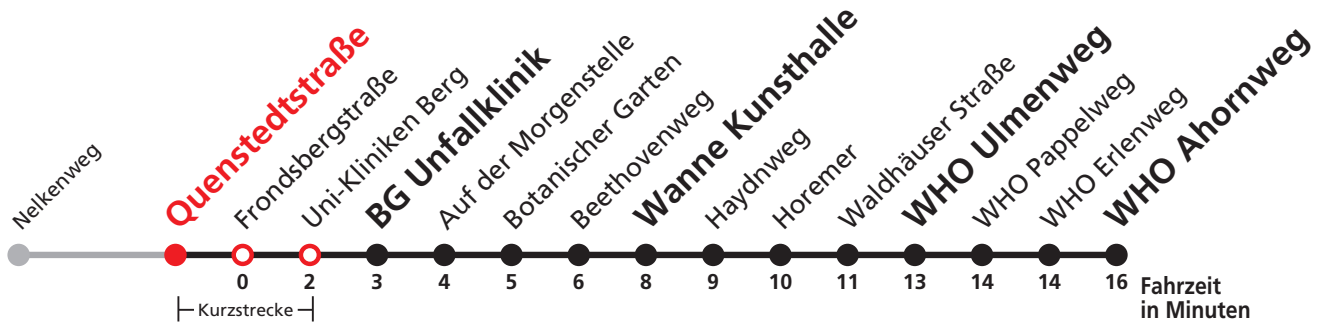 Nelkenweg
Quenstedtstraße
Frondsbergstraße
Uni-Kliniken Berg
BG Unfallklinik
Auf der Morgenstelle
Botanischer Garten
Beethovenweg
Wanne Kunsthalle
Haydnweg
Horemer
Waldhäuser Straße
WHO Ulmenweg
WHO Pappelweg
WHO Erlenweg
WHO Ahornweg
0 2 3 4 5 6 8 9 10 11 13 14 14 16
Fahrzeit
in Minuten
Kurzstrecke